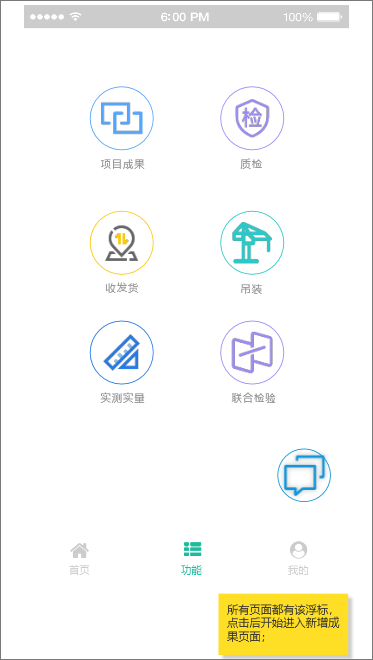 6:00 PM
100%
检
项目成果
质检
收发货
吊装
实测实量
联合检验
首页
功能
我的
所有页面都有该浮标，
点击后开始进入新增成
果页面；